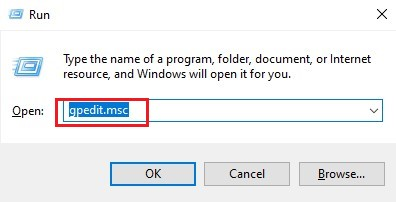 Run
Type the name of a program, folder, document, or Internet
resource, and Windows will open it for you.
Open: gpedit.msc
OK Cancel Browse...